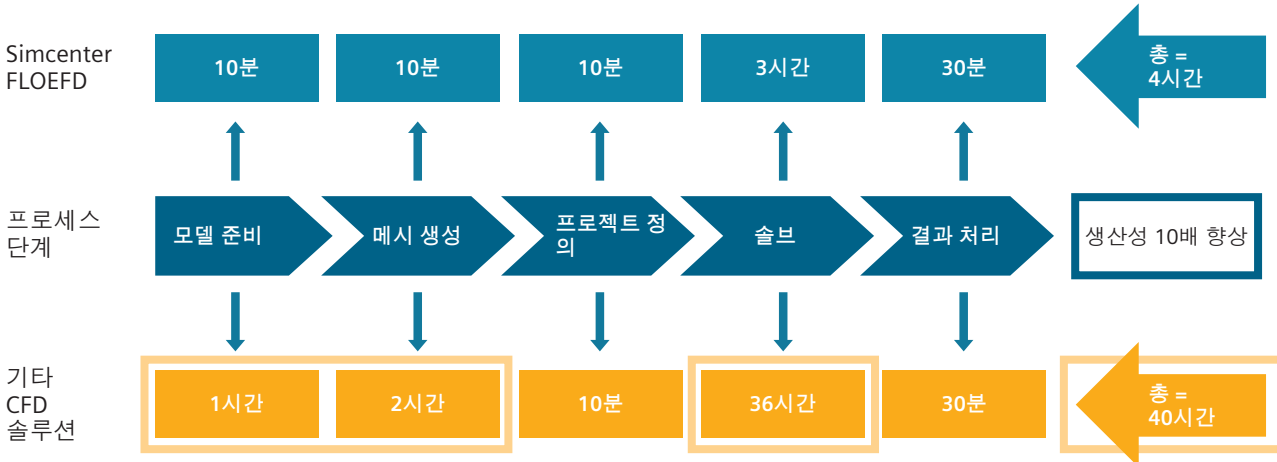 Simcenter
FLOEFD
10분
10분
10분
3시간
30분
총 =
4시간
프로세스
단계
모델 준비
메시 생성
프로젝트 정
의
솔브
결과 처리
생산성 10배 향상
기타
CFD
솔루션
1시간
2시간
10분
36시간
30분
총 =
40시간